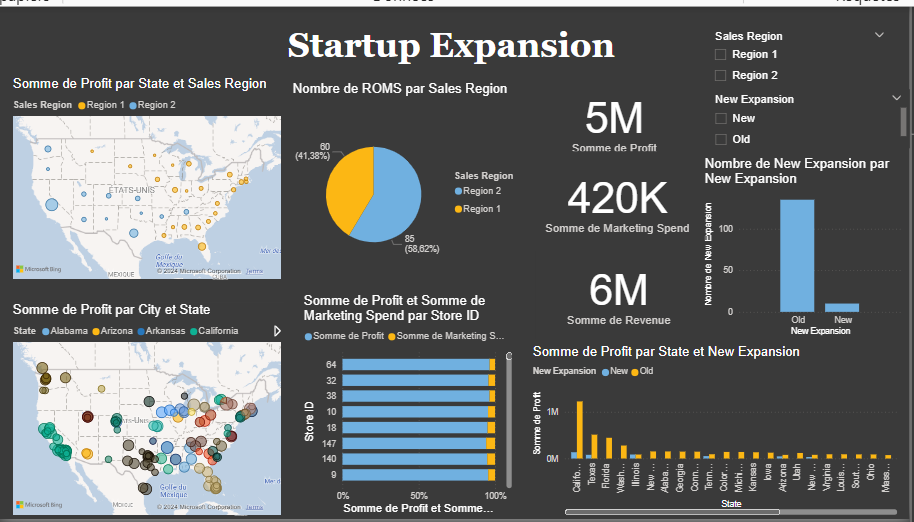 Startup Expansion
Sales Region
Region 1
Region 2
New Expansion
New
Old
Somme de Profit par State et Sales Region
Sales Region Region 1 Region 2
ÉTATS-UNIS
MEXIQUE
Golfe du
Mexique
Microsoft Bing
© 2024 Microsoft Corporation Terms
Nombre de ROMS par Sales Region
60
(41,38%)
85
(58,62%)
Sales Region
Region 2
Region 1
5M
Somme de Profit
420K
Somme de Marketing Spend
6M
Somme de Revenue
Nombre de New Expansion par
New Expansion
Nombre de New Expansion
100
50
0
Old New
New Expansion
Somme de Profit par City et State
State Alabama Arizona Arkansas California
Golfe du
Mexique
Microsoft Bing
© 2024 Microsoft Corporation Terms
Somme de Profit et Somme de
Marketing Spend par Store ID
Somme de Profit Somme de Marketing S...
Store ID
64
32
38
10
18
147
140
9
0% 50% 100%
Somme de Profit et Somme...
Somme de Profit par State et New Expansion
New Expansion New Old
Somme de Profit
1M
0M
Califo... Texas Florida Wash... Illinois New ... Alaba... Georgia Conn... Tenn... Color... Michi... Kansas Iowa Arizona Utah New ... Virginia Louis... Sout... Ohio Mass...
State